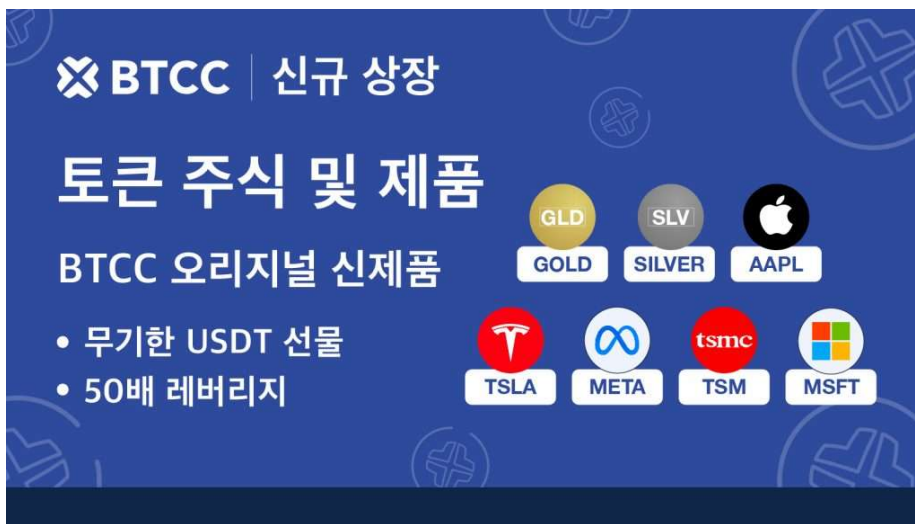 BTCC 신규 상장
토큰 주식 및 제품
BTCC 오리지널 신제품
• 무기한 USDT 선물
• 50배 레버리지
GLD SLV
GOLD SILVER AAPL
tsmc
TSLA META TSM MSFT